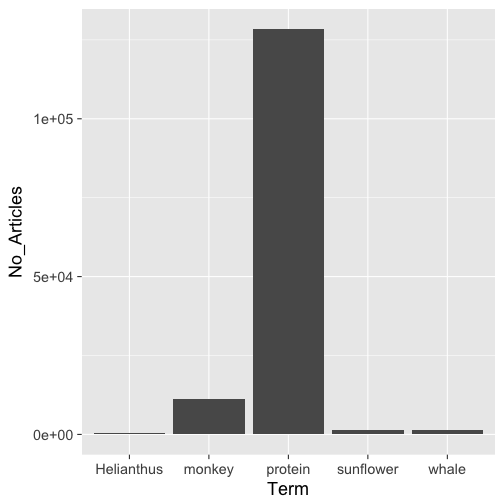 No_Articles
1e+05
5e+04
0e+00
Helianthus monkey protein sunflower whale
Term